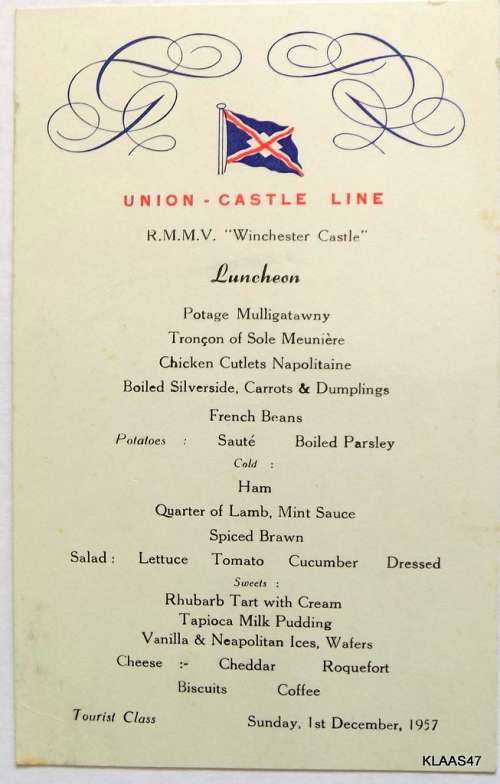 UNION - CASTLE LINE
R.M.M.V. "Winchester Castle"
Luncheon
Potage Mulligatawny
Tronçon of Sole Meunière
Chicken Cutlets Napolitaine
Boiled Silverside, Carrots & Dumplings
French Beans
Potatoes : Sauté Boiled Parsley
Cold :
Ham
Quarter of Lamb, Mint Sauce
Spiced Brawn
Salad : Lettuce Tomato Cucumber Dressed
Sweets :
Rhubarb Tart with Cream
Tapioca Milk Pudding
Vanilla & Neapolitan Ices, Wafers
Cheese :- Cheddar Roquefort
Biscuits Coffee
Tourist Class Sunday, 1st December, 1957
KLAAS47